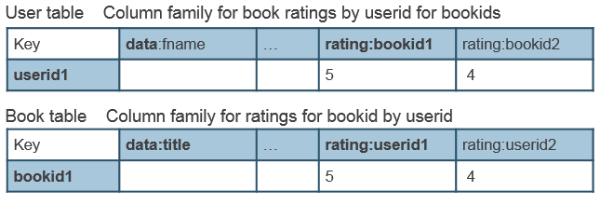 User table Column family for book ratings by userid for bookids
Key data:fname ... rating:bookid1 rating:bookid2
userid1 5 4
Book table Column family for ratings for bookid by userid
Key data:title ... rating:userid1 rating:userid2
bookid1 5 4